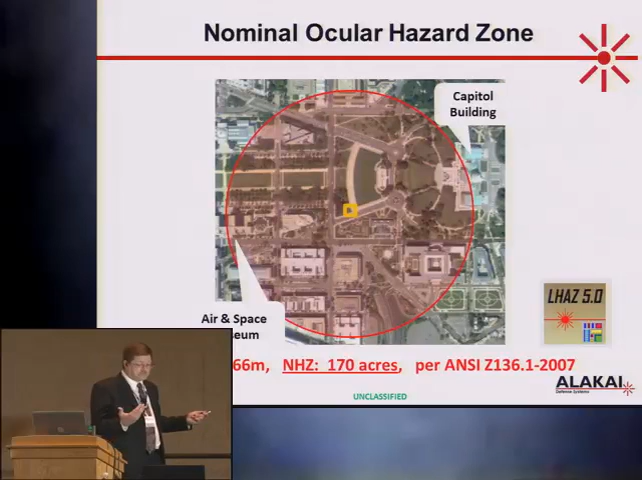 Nominal Ocular Hazard Zone
Capitol
Building
LHAZ 5.0
Air & Space
66m, NHZ: 170 acres, per ANSI Z136.1-2007
ALAKAI
Defense Systems
UNCLASSIFIED